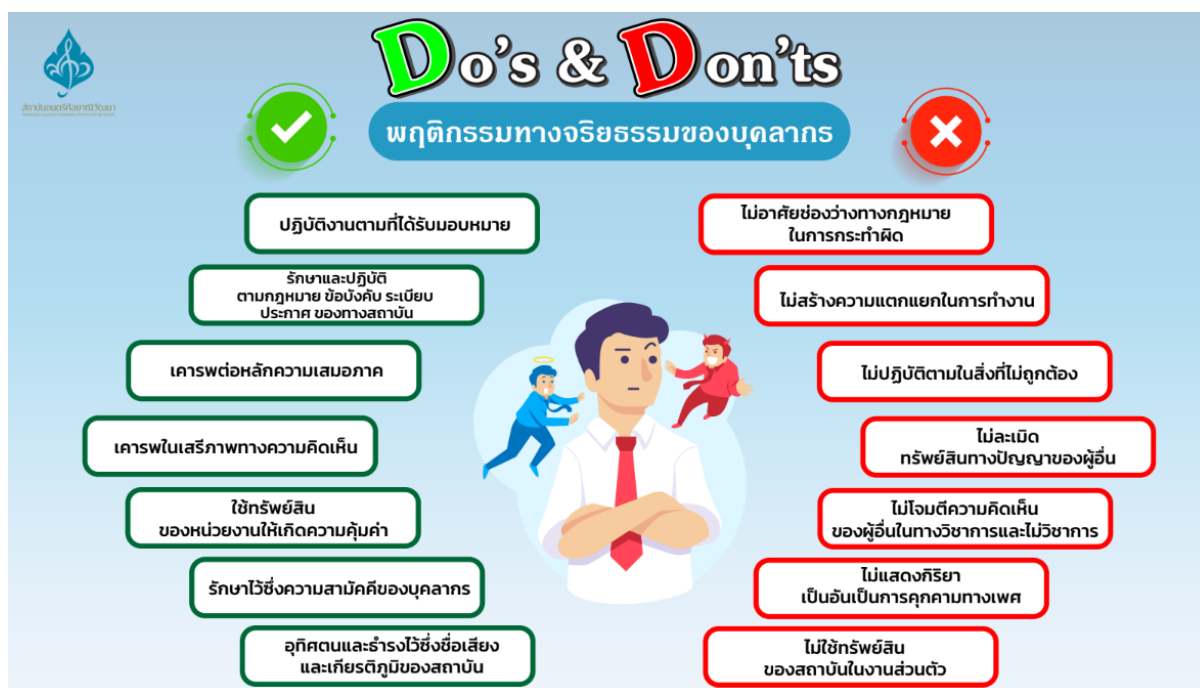 Do's & Don'ts
สถาบันดนตรีกัลยาณิวัฒนา
พฤติกรรมทางจริยธรรมของบุคลากร
ปฏิบัติงานตามที่ได้รับมอบหมาย
รักษาและปฏิบัติ
ตามกฎหมาย ข้อบังคับ ระเบียบ
ประกาศ ของทางสถาบัน
เคารพต่อหลักความเสมอภาค
เคารพในเสรีภาพทางความคิดเห็น
ใช้ทรัพย์สิน
ของหน่วยงานให้เกิดความคุ้มค่า
รักษาไว้ซึ่งความสามัคคีของบุคลากร
อุทิศตนและธำรงไว้ซึ่งชื่อเสียง
และเกียรติภูมิของสถาบัน
ไม่อาศัยช่องว่างทางกฎหมาย
ในการกระทำผิด
ไม่สร้างความแตกแยกในการทำงาน
ไม่ปฏิบัติตามในสิ่งที่ไม่ถูกต้อง
ไม่ละเมิด
ทรัพย์สินทางปัญญาของผู้อื่น
ไม่โจมตีความคิดเห็น
ของผู้อื่นในทางวิชาการและไม่วิชาการ
ไม่แสดงกิริยา
เป็นอันเป็นการคุกคามทางเพศ
ไม่ใช้ทรัพย์สิน
ของสถาบันในงานส่วนตัว